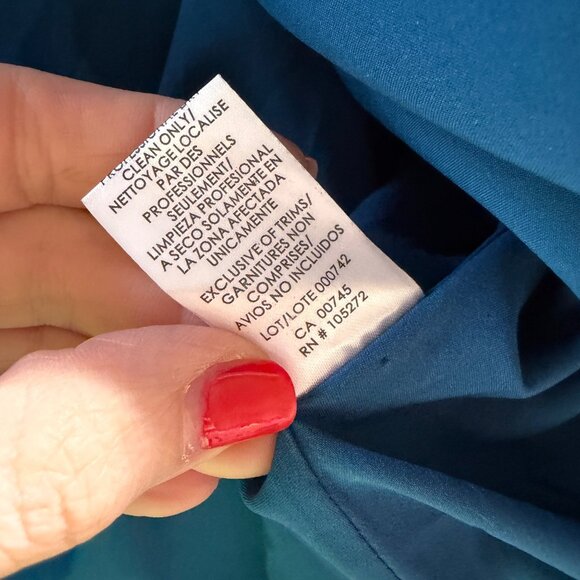 CLEAN ONLY/
NETTOYAGE LOCALISE
PAR DES
PROFESSIONNELS
SEULEMENT/
LIMPIEZA PROFESIONAL
A SECO SOLAMENTE EN
LA ZONA AFECTADA
UNICAMENTE
EXCLUSIVE OF TRIMS/
GARNITURES NON
COMPRISES/
AVIOS NO INCLUIDOS
LOT/LOTE 000742
CA 00745
RN # 105272